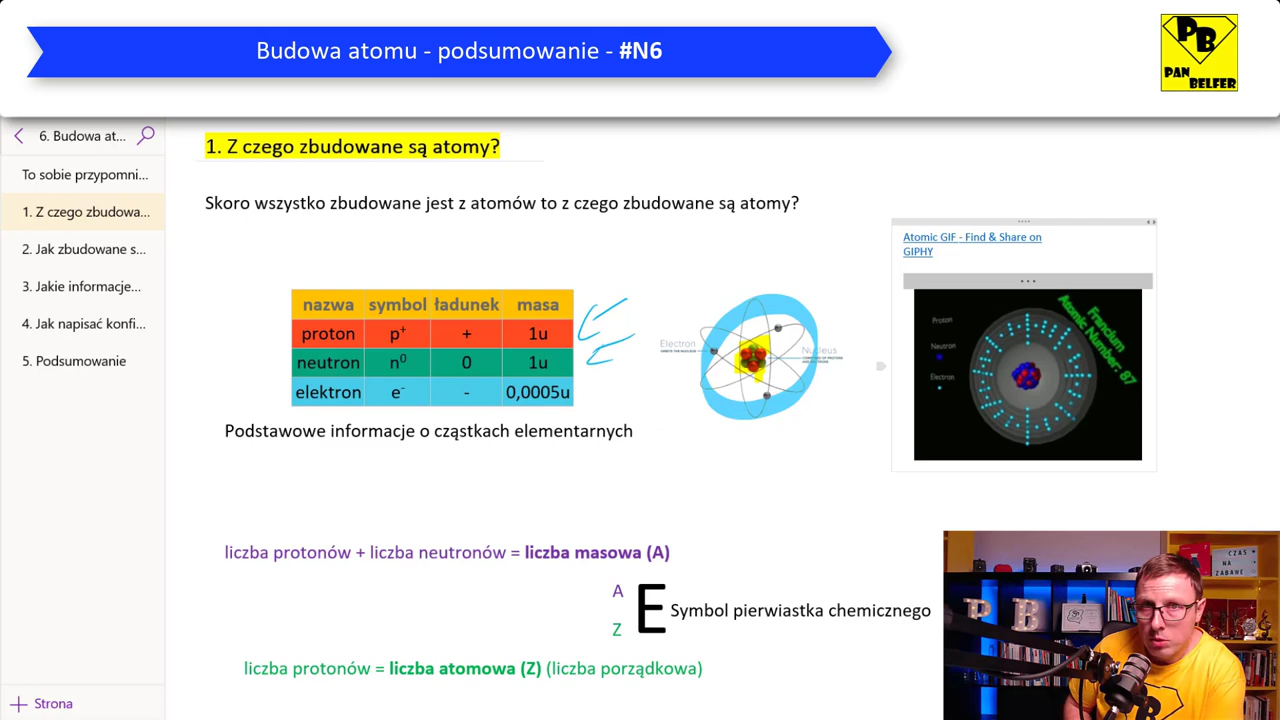 Budowa atomu - podsumowanie - #N6
PB
PAN
BELFER
6. Budowa at...
To sobie przypomni...
1. Z czego zbudowa...
2. Jak zbudowane s...
3. Jakie informacje...
4. Jak napisać konfi...
5. Podsumowanie
Strona
1. Z czego zbudowane są atomy?
Skoro wszystko zbudowane jest z atomów to z czego zbudowane są atomy?
nazwa symbol ładunek masa
proton p⁺ + 1u
neutron n⁰ 0 1u
elektron e⁻ - 0,0005u
Podstawowe informacje o cząstkach elementarnych
Electron
Nucleus
Atomic GIF - Find & Share on
GIPHY
Proton
Neutron
Electron
Francium
Atomic Number: 87
liczba protonów + liczba neutronów = liczba masowa (A)
A
E Symbol pierwiastka chemicznego
Z
liczba protonów = liczba atomowa (Z) (liczba porządkowa)
CZAS
NA
ZABAWĘ
P B